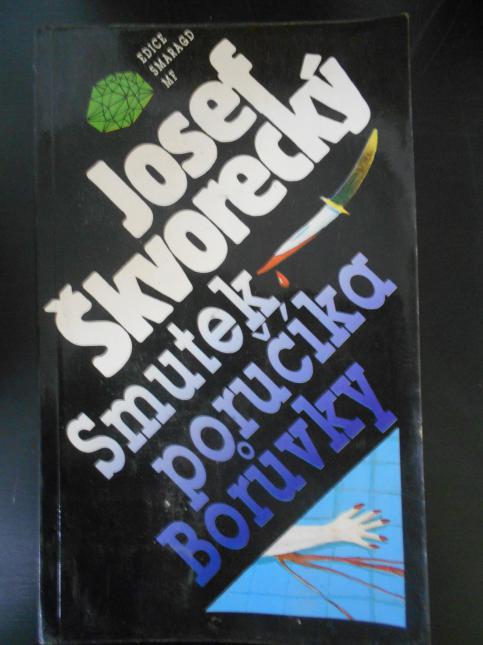 EDICE
SMARAGD
MF
Josef
Škvorecký
Smutek
poručíka
Borůvky